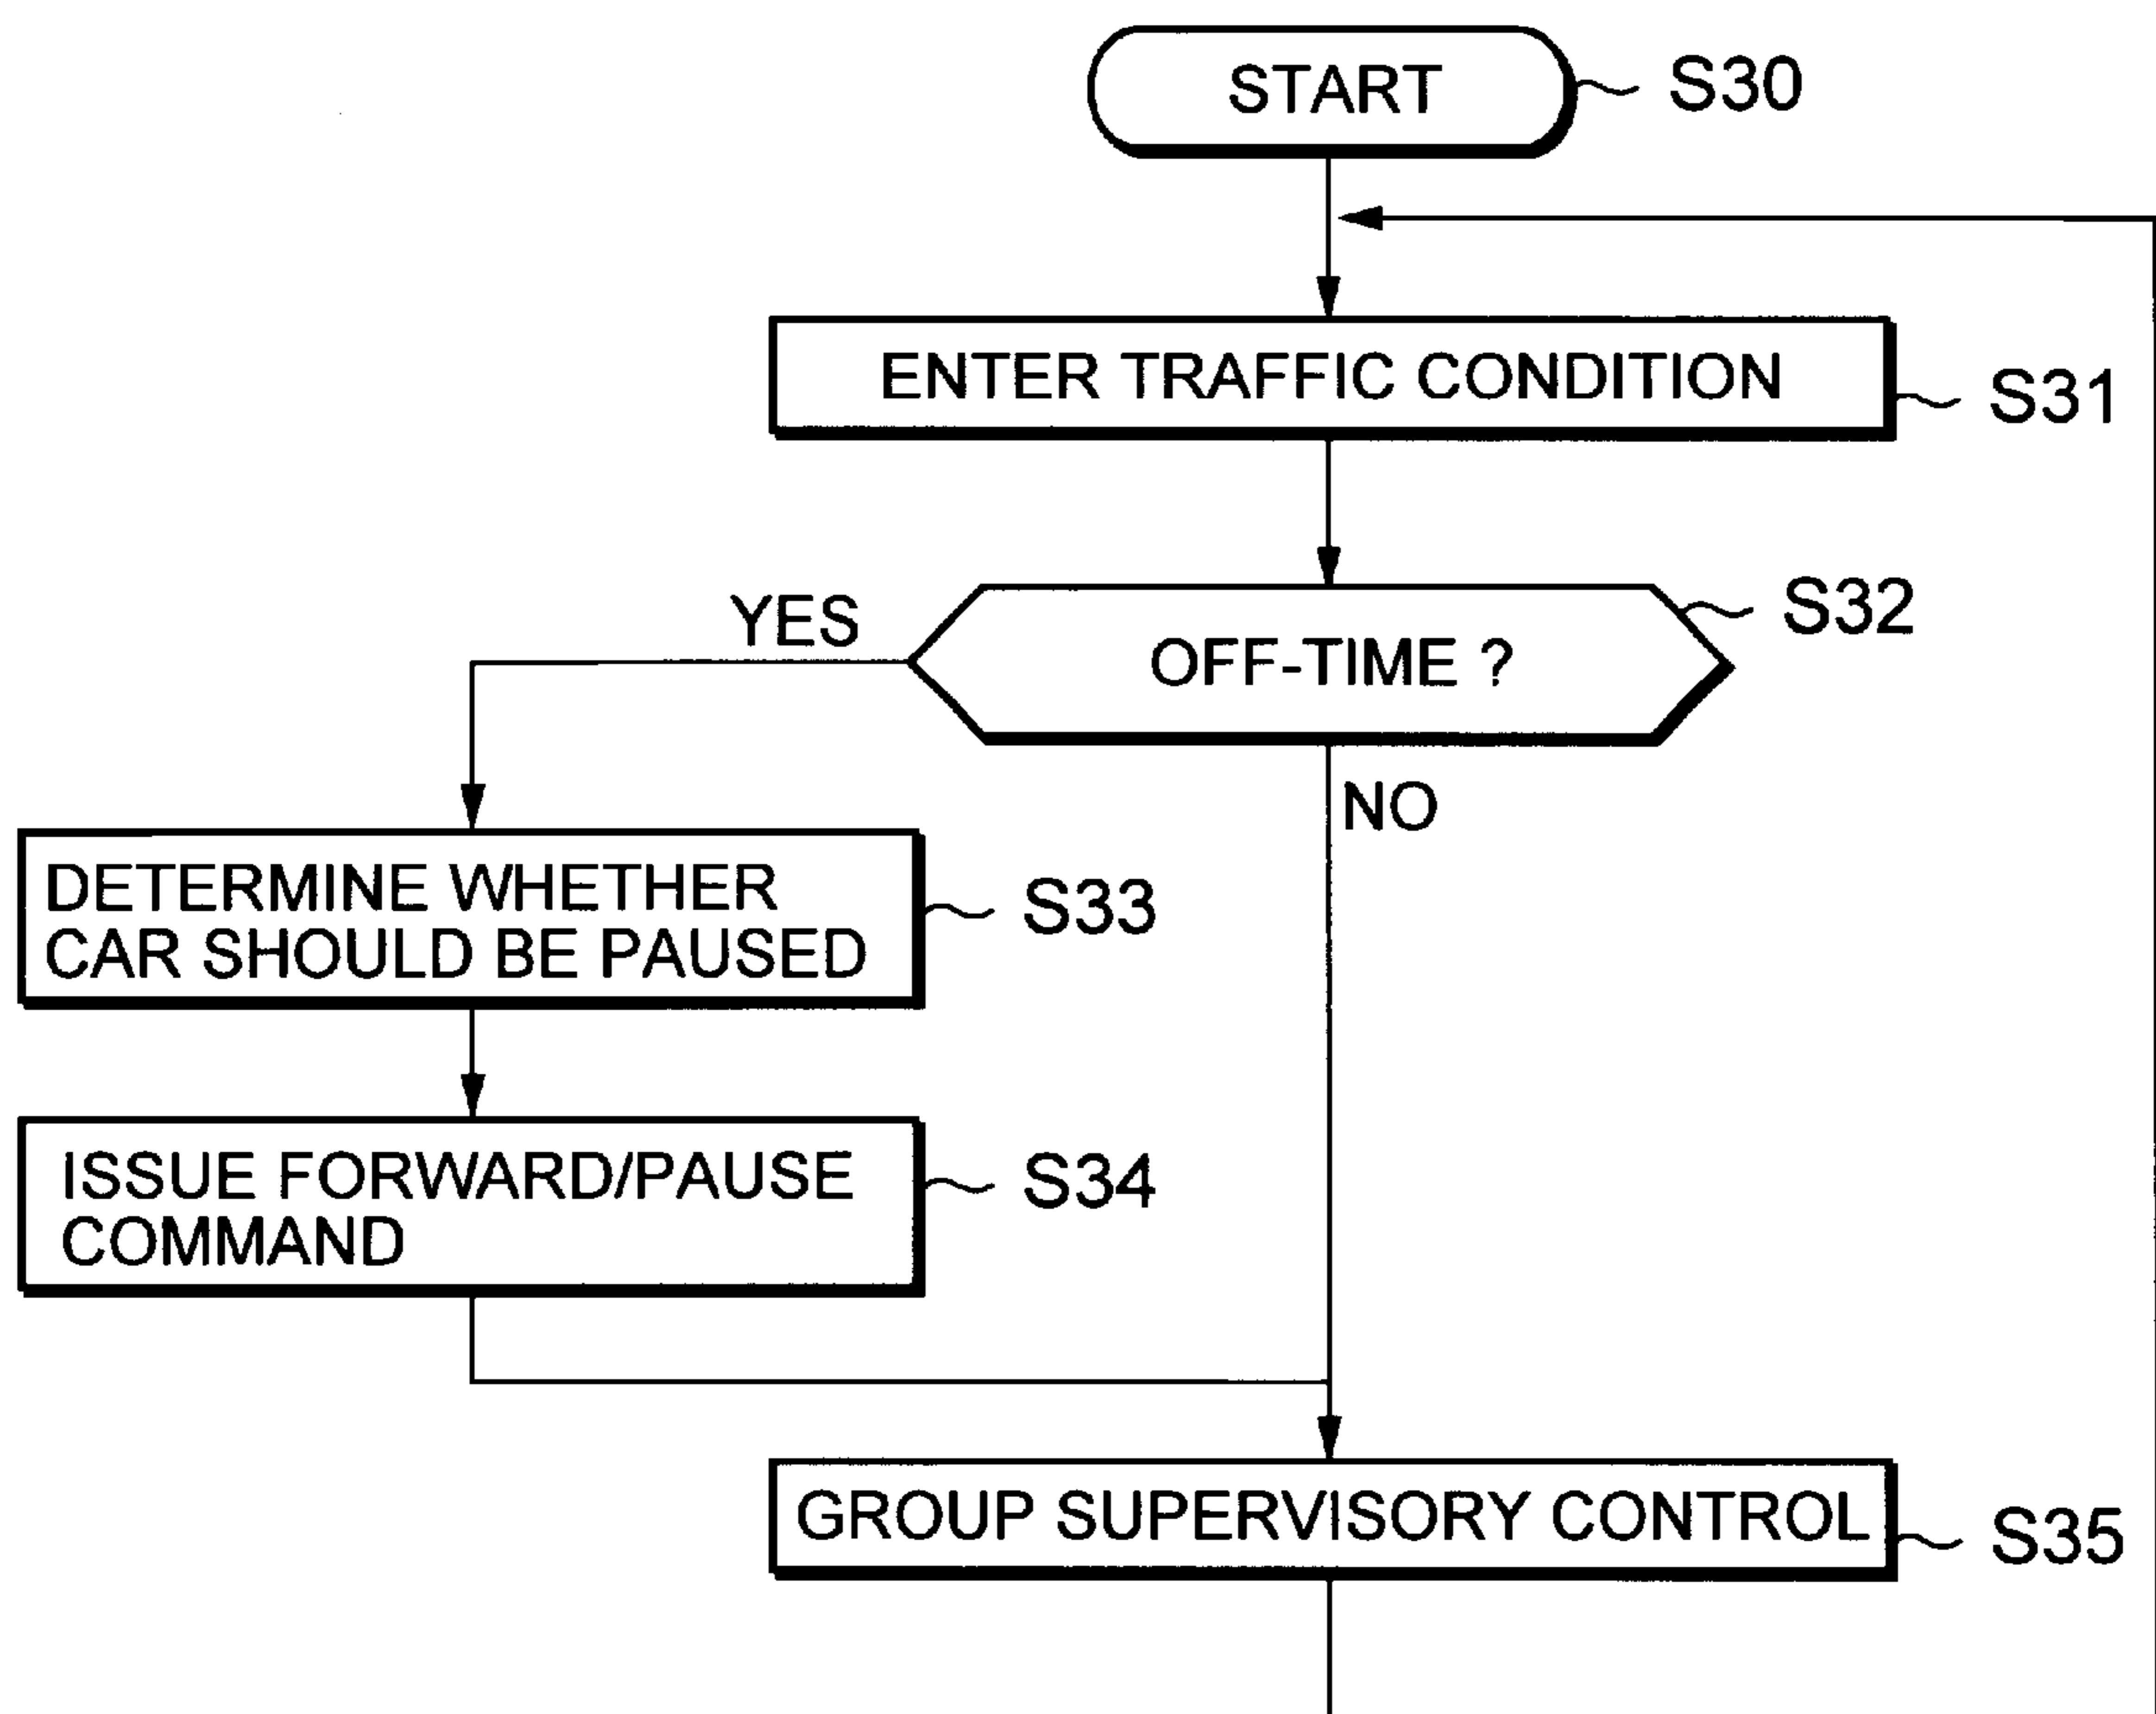 START
S30
ENTER TRAFFIC CONDITION
S31
YES
OFF-TIME ?
S32
NO
DETERMINE WHETHER
CAR SHOULD BE PAUSED
S33
ISSUE FORWARD/PAUSE
COMMAND
S34
GROUP SUPERVISORY CONTROL
S35